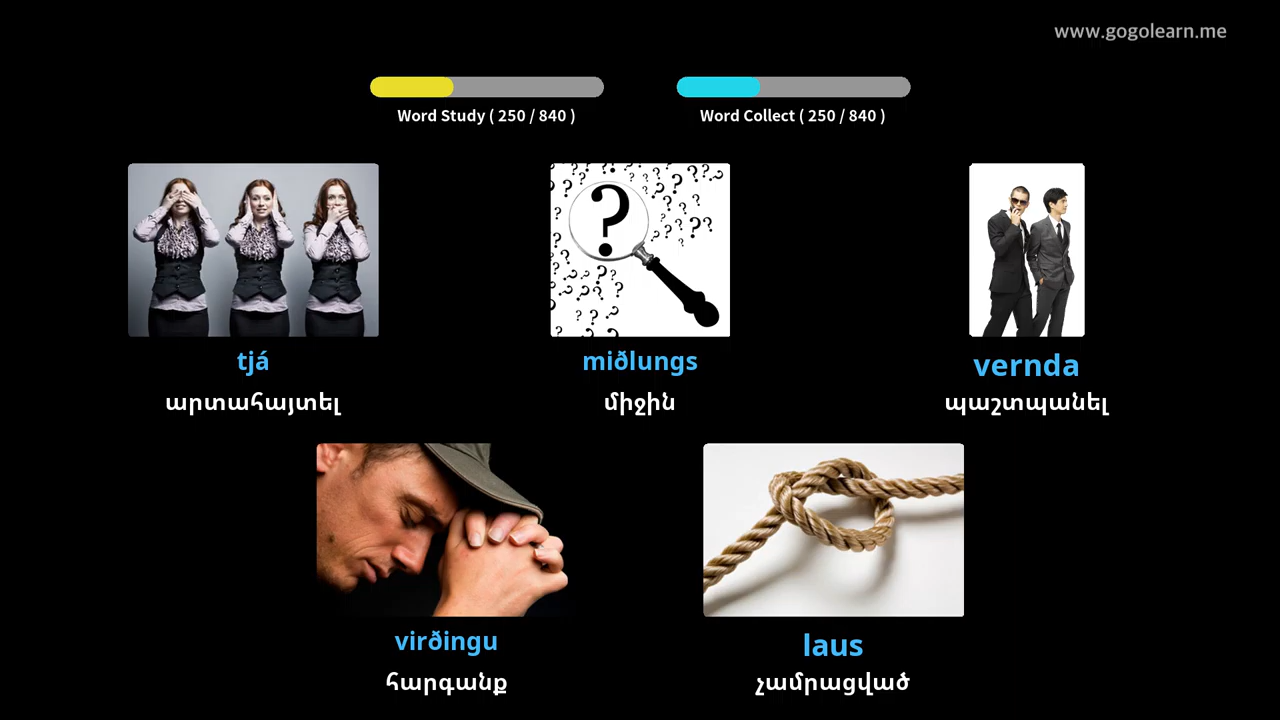 www.gogolearn.me
Word Study ( 250 / 840 )
Word Collect ( 250 / 840 )
tjá
արտահայտել
miðlungs
միջին
vernda
պաշտպանել
virðingu
հարգանք
laus
չամրացված